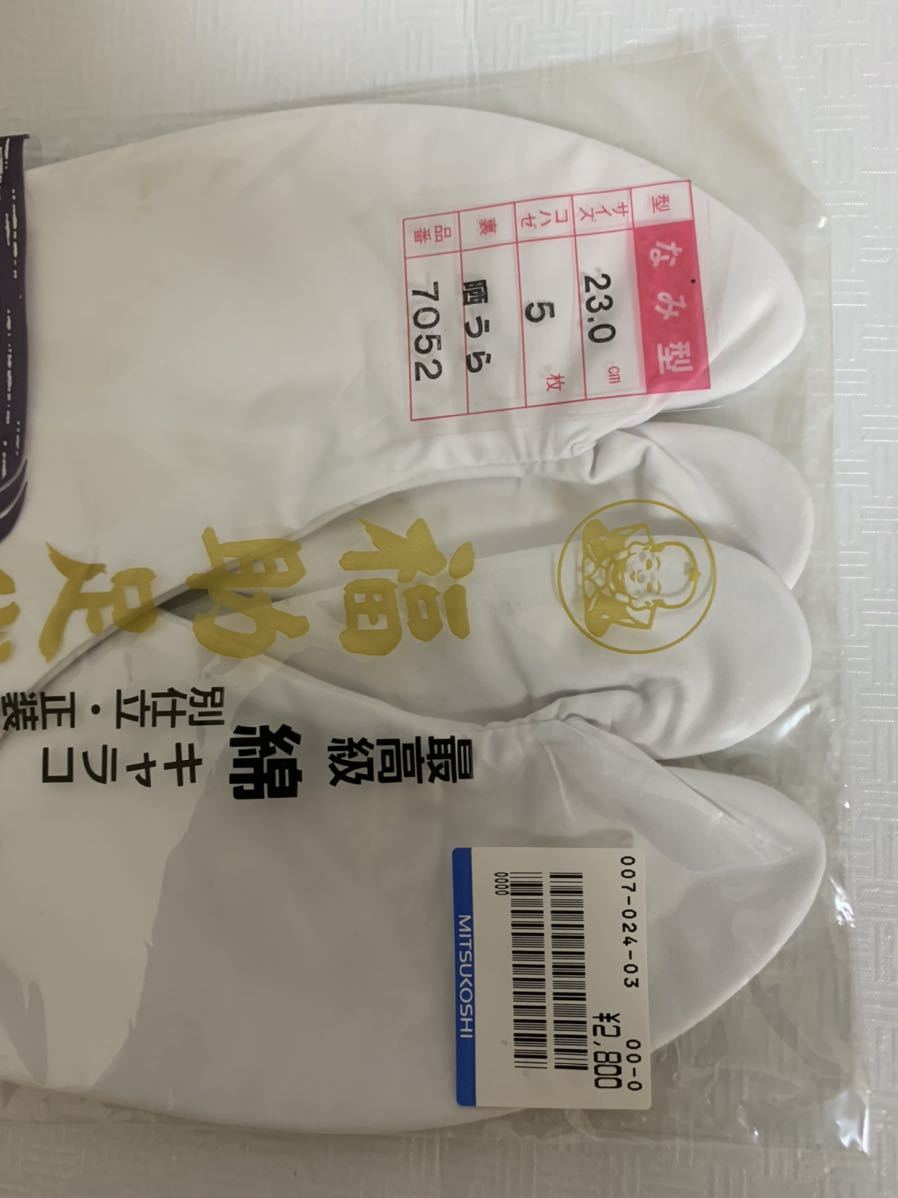 型 なみ型
サイズ 23.0 cm
コハゼ 5 枚
裏 晒うら
品番 7052
福助足
最高級
綿
キャラコ
別仕立・正装
007-024-03 00-0
¥2,800
0000
MITSUKOSHI